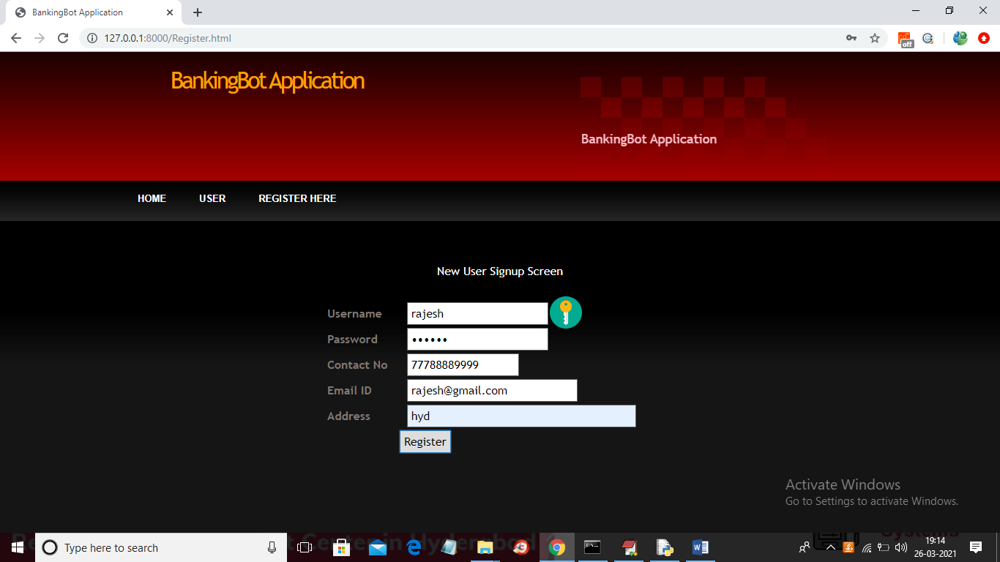 BankingBot Application
127.0.0.1:8000/Register.html
off
BankingBot Application
BankingBot Application
HOME USER REGISTER HERE
New User Signup Screen
Username rajesh
Password ••••••
Contact No 77788889999
Email ID rajesh@gmail.com
Address hyd
Register
Activate Windows
Go to Settings to activate Windows.
Type here to search
19:14
26-03-2021